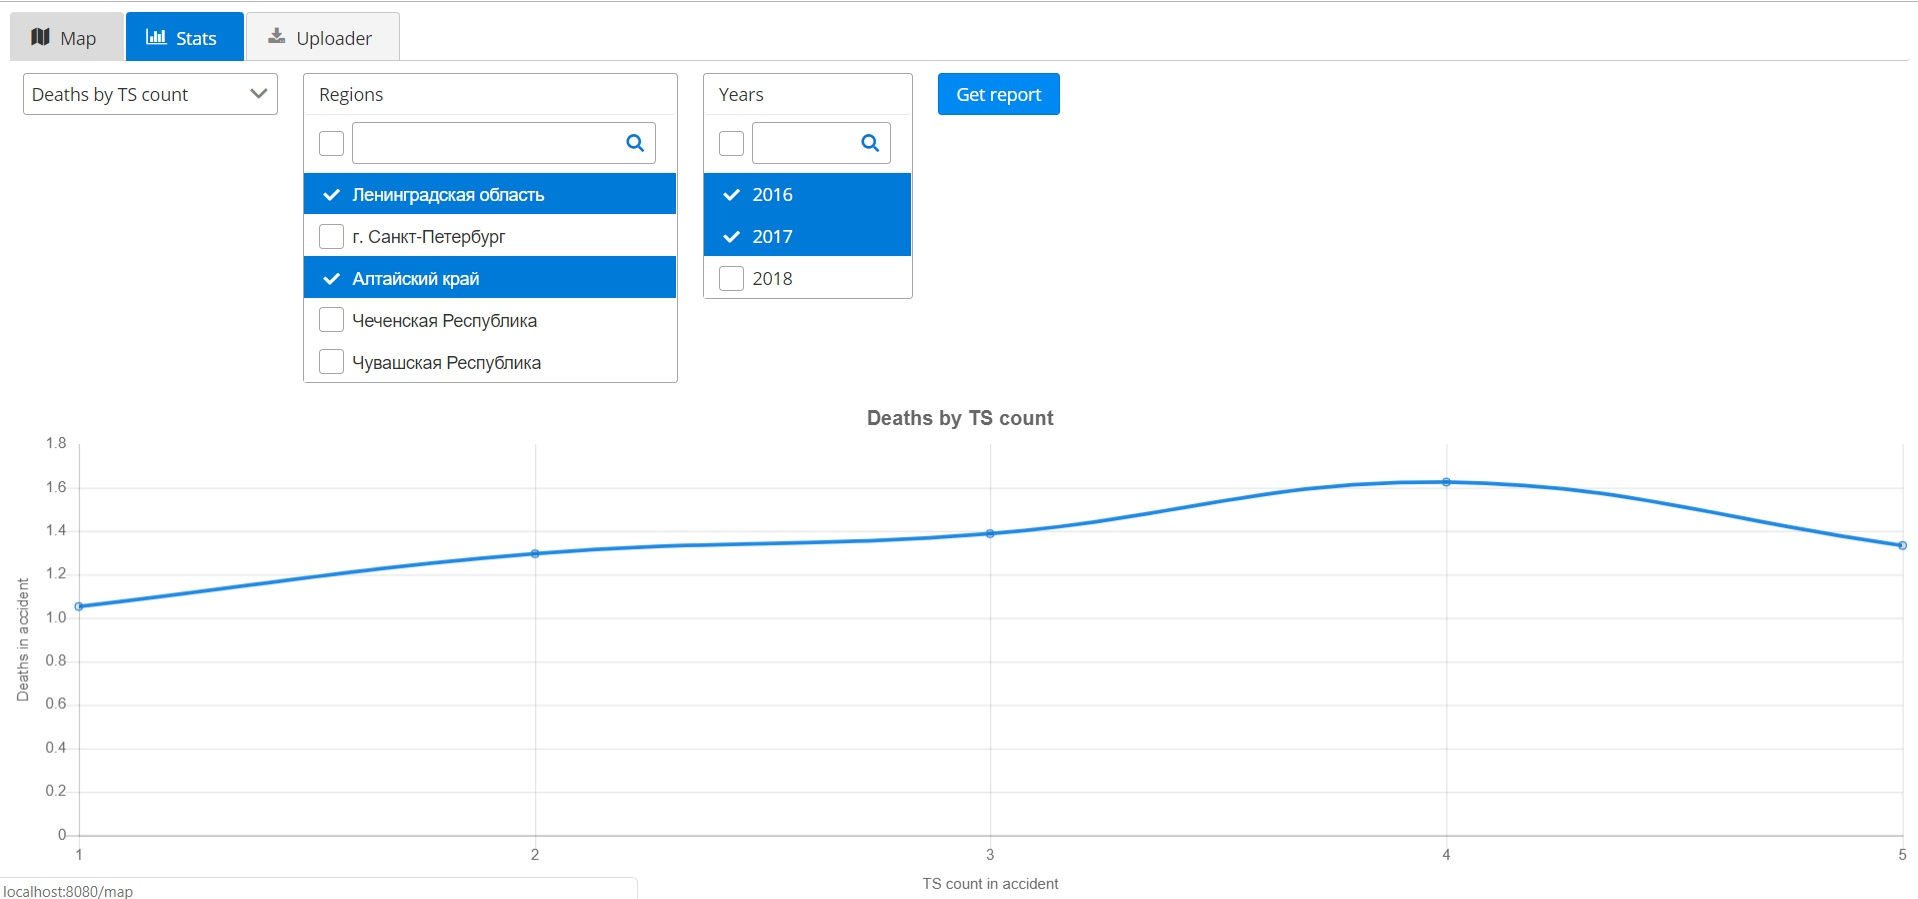 Map Stats Uploader
Deaths by TS count Regions Years Get report
Ленинградская область 2016
г. Санкт-Петербург 2017
Алтайский край 2018
Чеченская Республика
Чувашская Республика
Deaths by TS count
1.8
1.6
1.4
1.2
1.0
0.8
0.6
0.4
0.2
0
Deaths in accident
1 2 3 4 5
TS count in accident
localhost:8080/map